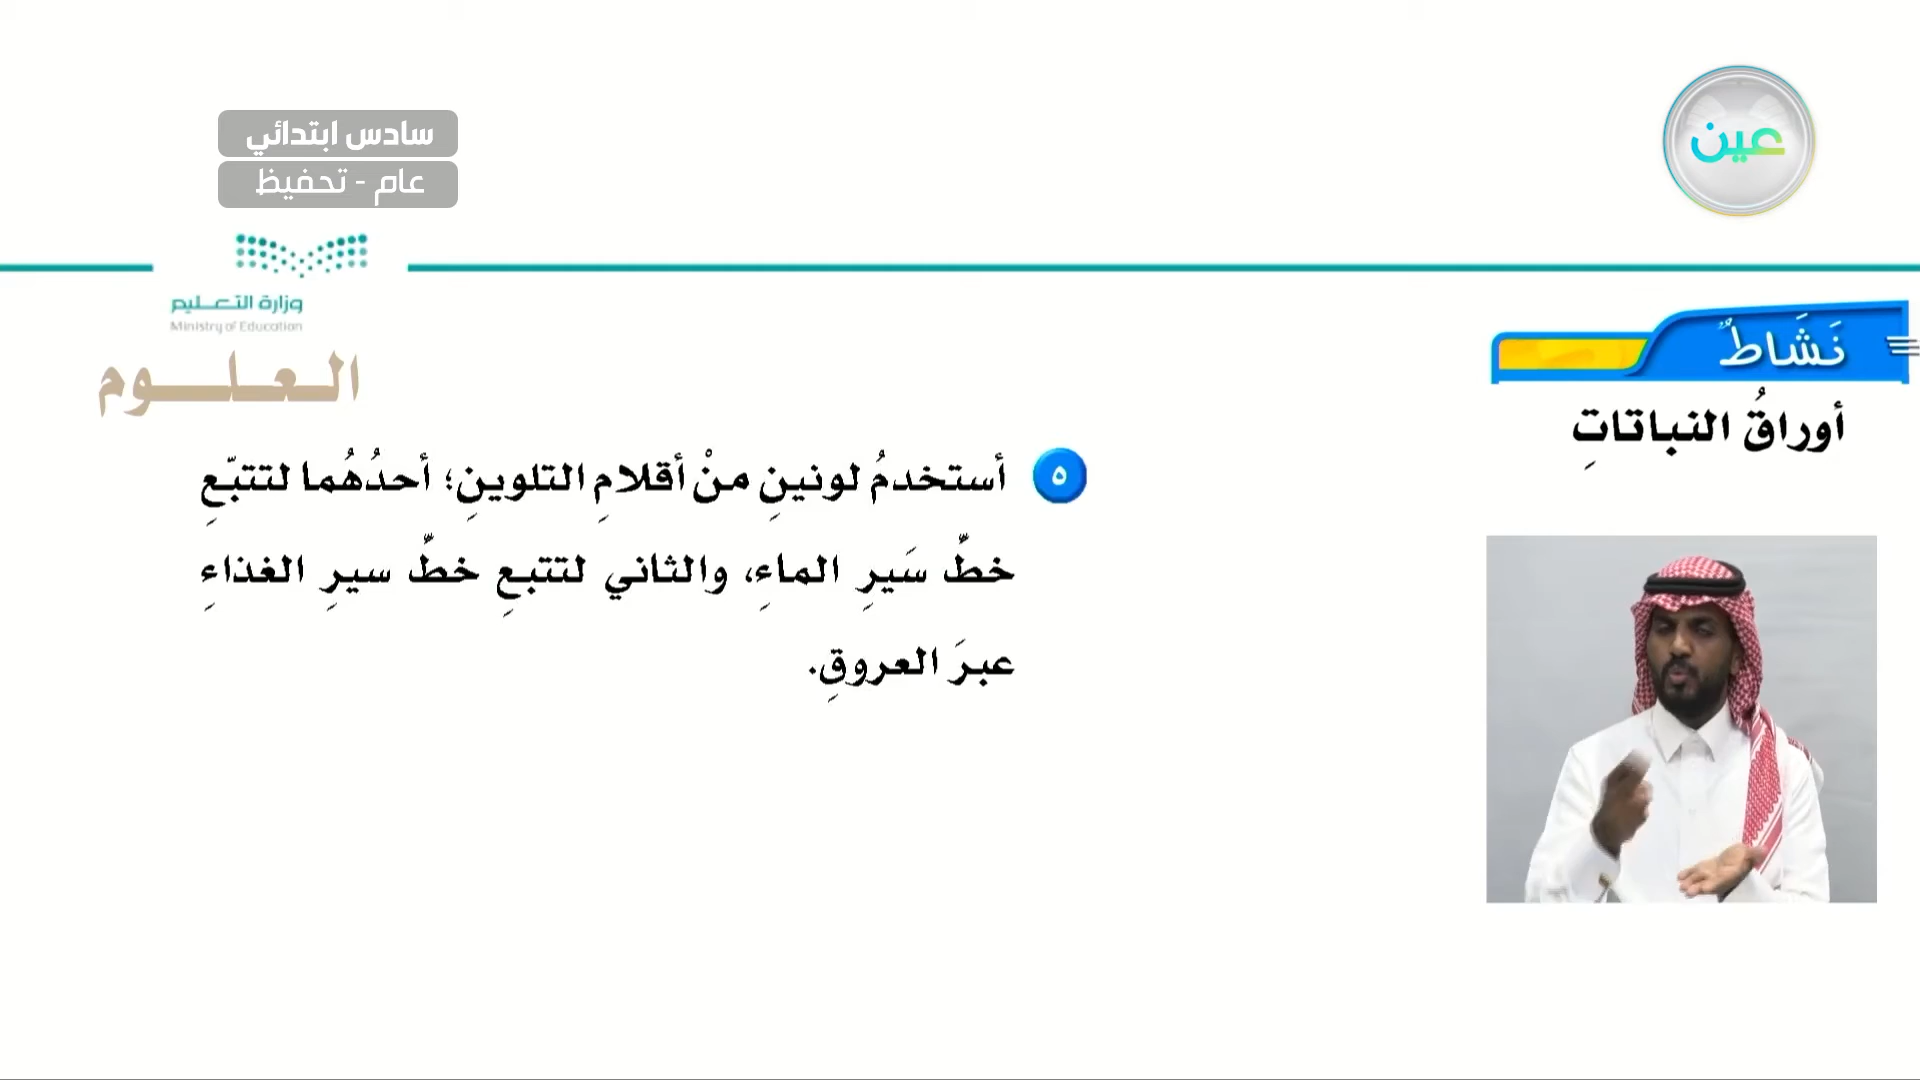 سادس ابتدائي
عام - تحفيظ
عين
وزارة التعليم
Ministry of Education
العلوم
نَشَاطٌ
أوراقُ النباتاتِ
٥ أستخدمُ لونينِ منْ أقلامِ التلوينِ؛ أحدُهُما لتتبّعِ
خطِّ سَيرِ الماءِ، والثاني لتتبعِ خطِّ سيرِ الغذاءِ
عبرَ العروقِ.